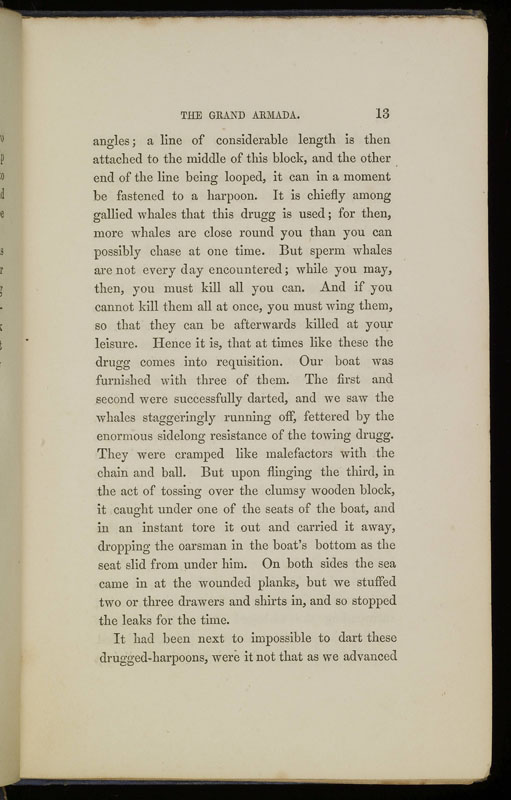 THE GRAND ARMADA. 13
angles; a line of considerable length is then
attached to the middle of this block, and the other
end of the line being looped, it can in a moment
be fastened to a harpoon. It is chiefly among
gallied whales that this drugg is used; for then,
more whales are close round you than you can
possibly chase at one time. But sperm whales
are not every day encountered; while you may,
then, you must kill all you can. And if you
cannot kill them all at once, you must wing them,
so that they can be afterwards killed at your
leisure. Hence it is, that at times like these the
drugg comes into requisition. Our boat was
furnished with three of them. The first and
second were successfully darted, and we saw the
whales staggeringly running off, fettered by the
enormous sidelong resistance of the towing drugg.
They were cramped like malefactors with the
chain and ball. But upon flinging the third, in
the act of tossing over the clumsy wooden block,
it caught under one of the seats of the boat, and
in an instant tore it out and carried it away,
dropping the oarsman in the boat's bottom as the
seat slid from under him. On both sides the sea
came in at the wounded planks, but we stuffed
two or three drawers and shirts in, and so stopped
the leaks for the time.
It had been next to impossible to dart these
drugged-harpoons, were it not that as we advanced